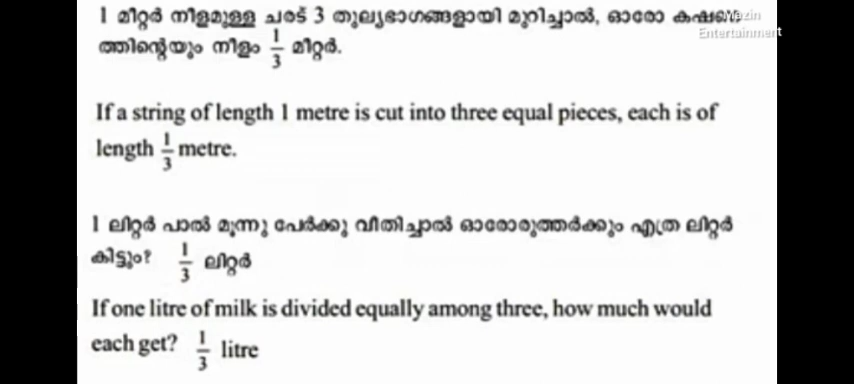 1 മീറ്റർ നീളമുള്ള ചരട് 3 തുല്യഭാഗങ്ങളായി മുറിച്ചാൽ, ഓരോ കഷണ
Mazin
Entertainment
ത്തിന്റെയും നീളം 1/3 മീറ്റർ.
If a string of length 1 metre is cut into three equal pieces, each is of
length 1/3 metre.
1 ലിറ്റർ പാൽ മൂന്നു പേർക്കു വീതിച്ചാൽ ഓരോരുത്തർക്കും എത്ര ലിറ്റർ
കിട്ടും? 1/3 ലിറ്റർ
If one litre of milk is divided equally among three, how much would
each get? 1/3 litre